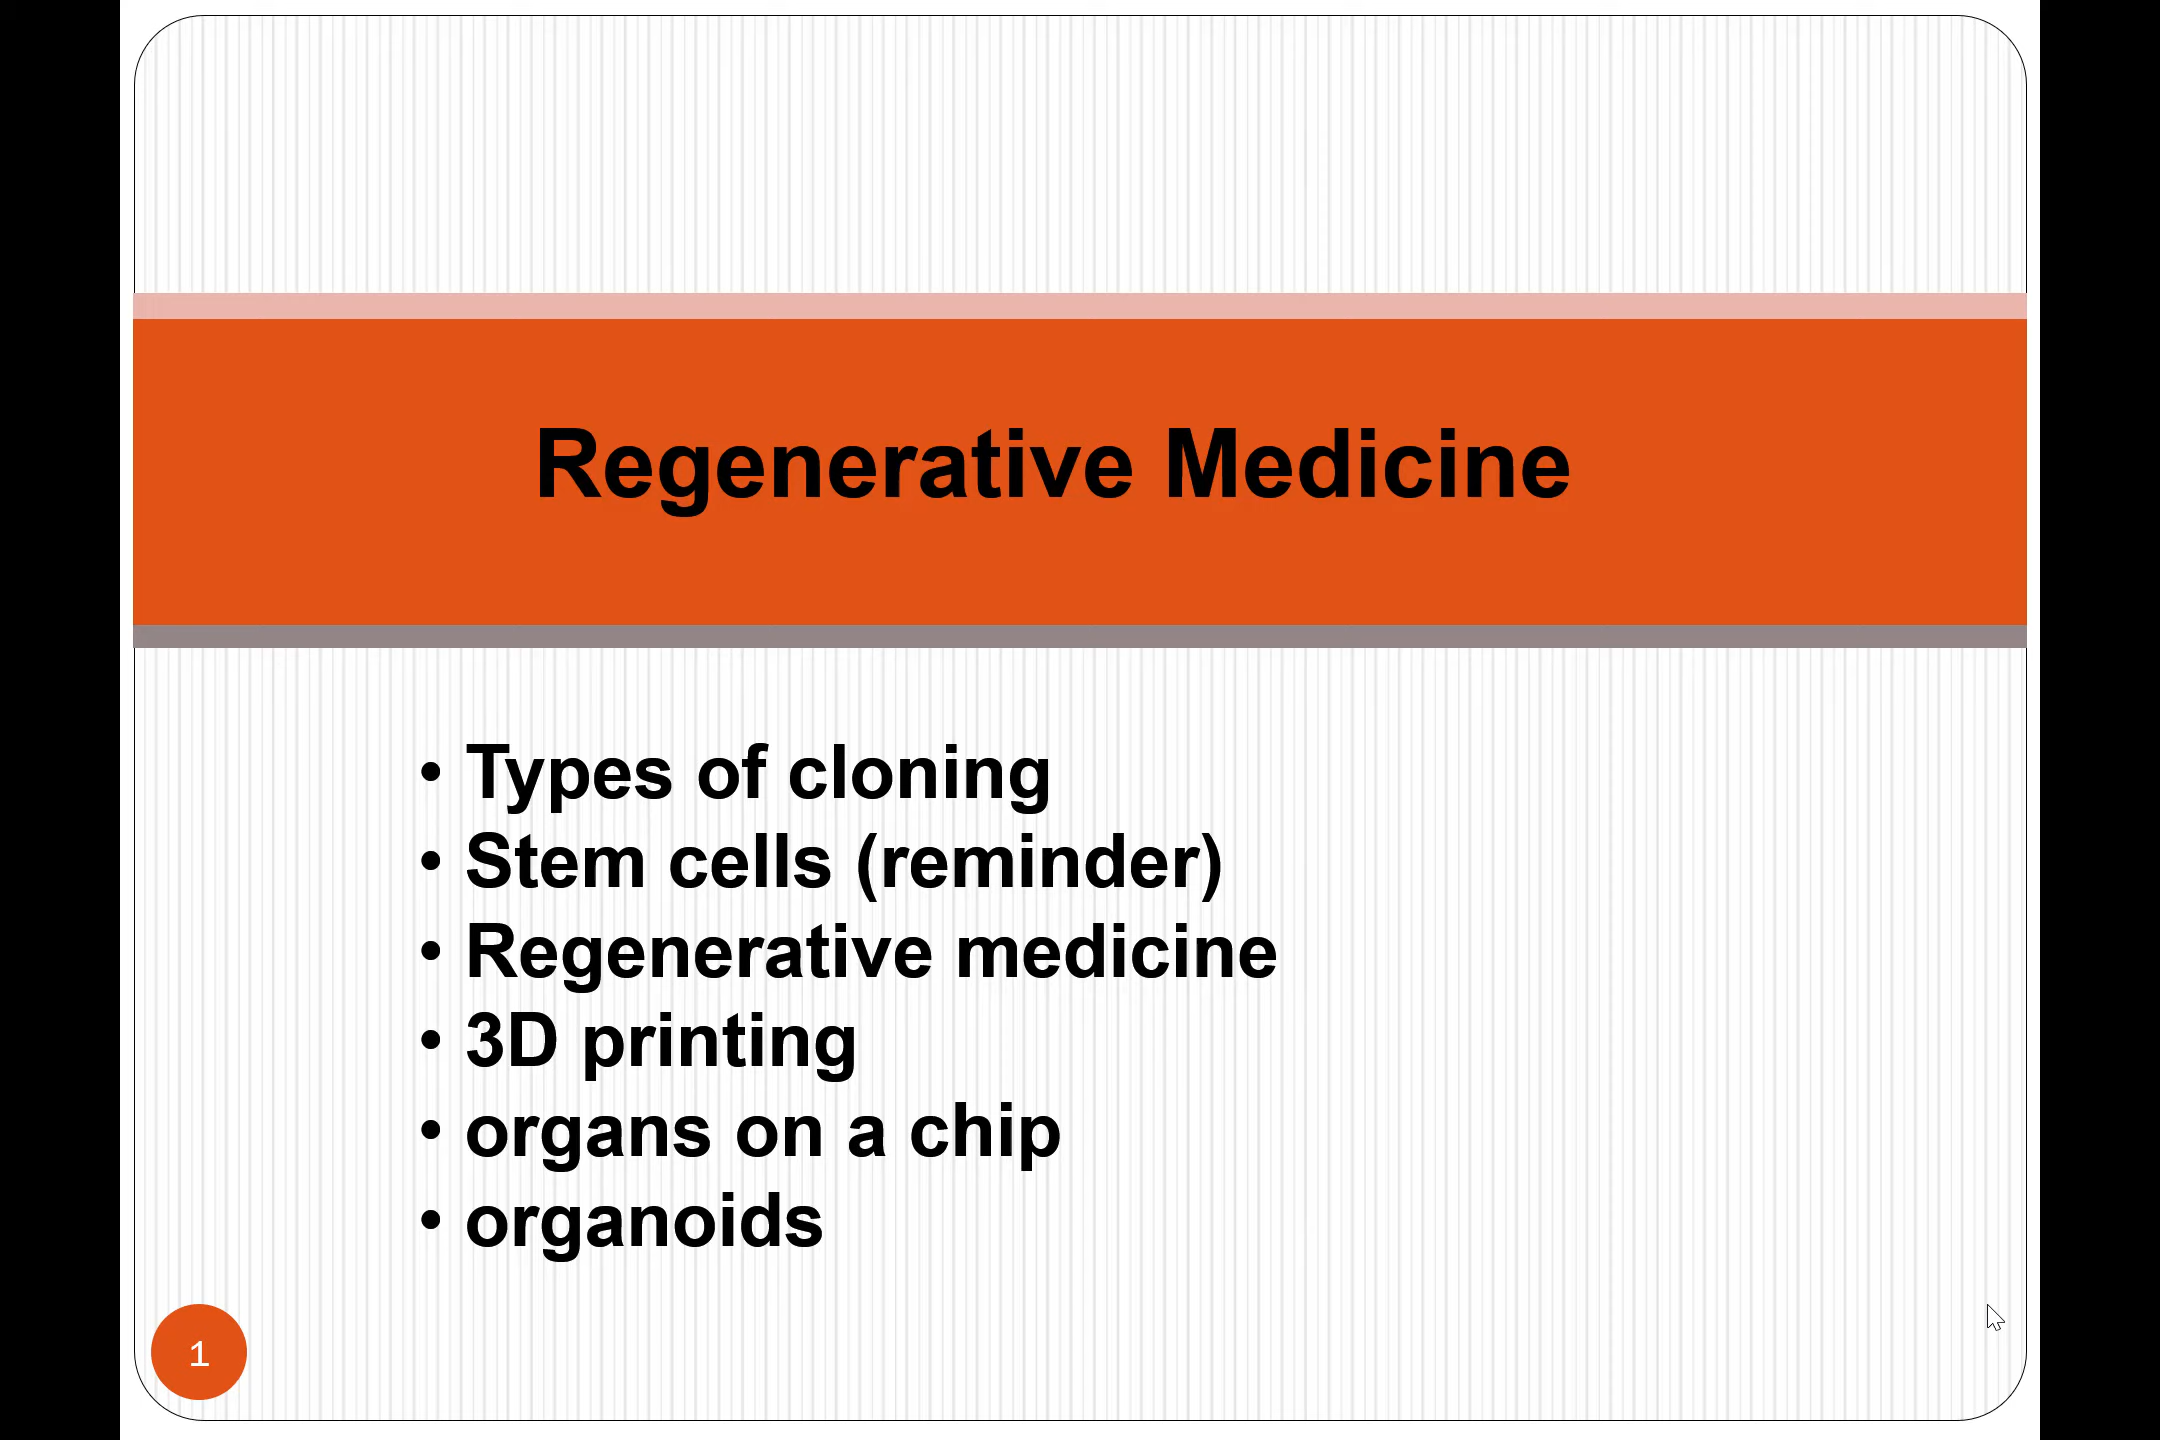 Regenerative Medicine
• Types of cloning
• Stem cells (reminder)
• Regenerative medicine
• 3D printing
• organs on a chip
• organoids
1